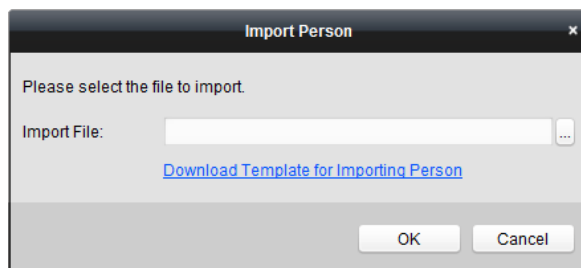 Import Person ×
Please select the file to import.
Import File: ...
Download Template for Importing Person
OK Cancel